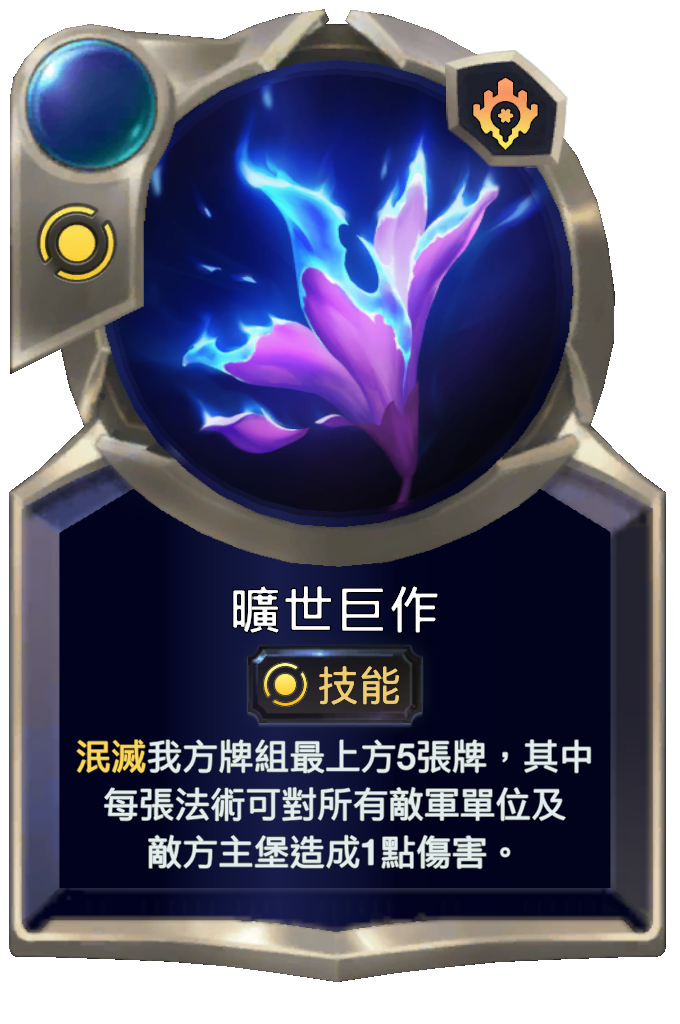 曠世巨作
技能
泯滅我方牌組最上方5張牌，其中
每張法術可對所有敵軍單位及
敵方主堡造成1點傷害。